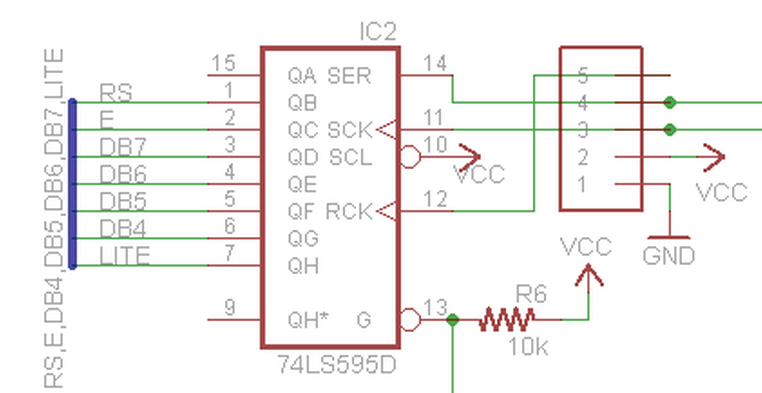 IC2
15 QA SER 14
RS 1 QB
E 2 QC SCK 11
DB7 3 QD SCL 10
DB6 4 QE
DB5 5 QF RCK 12
DB4 6 QG
LITE 7 QH
9 QH* G 13
74LS595D
RS,E,DB4,DB5,DB6,DB7,LITE
VCC
5
4
3
2
1
VCC
GND
VCC
R6
10k